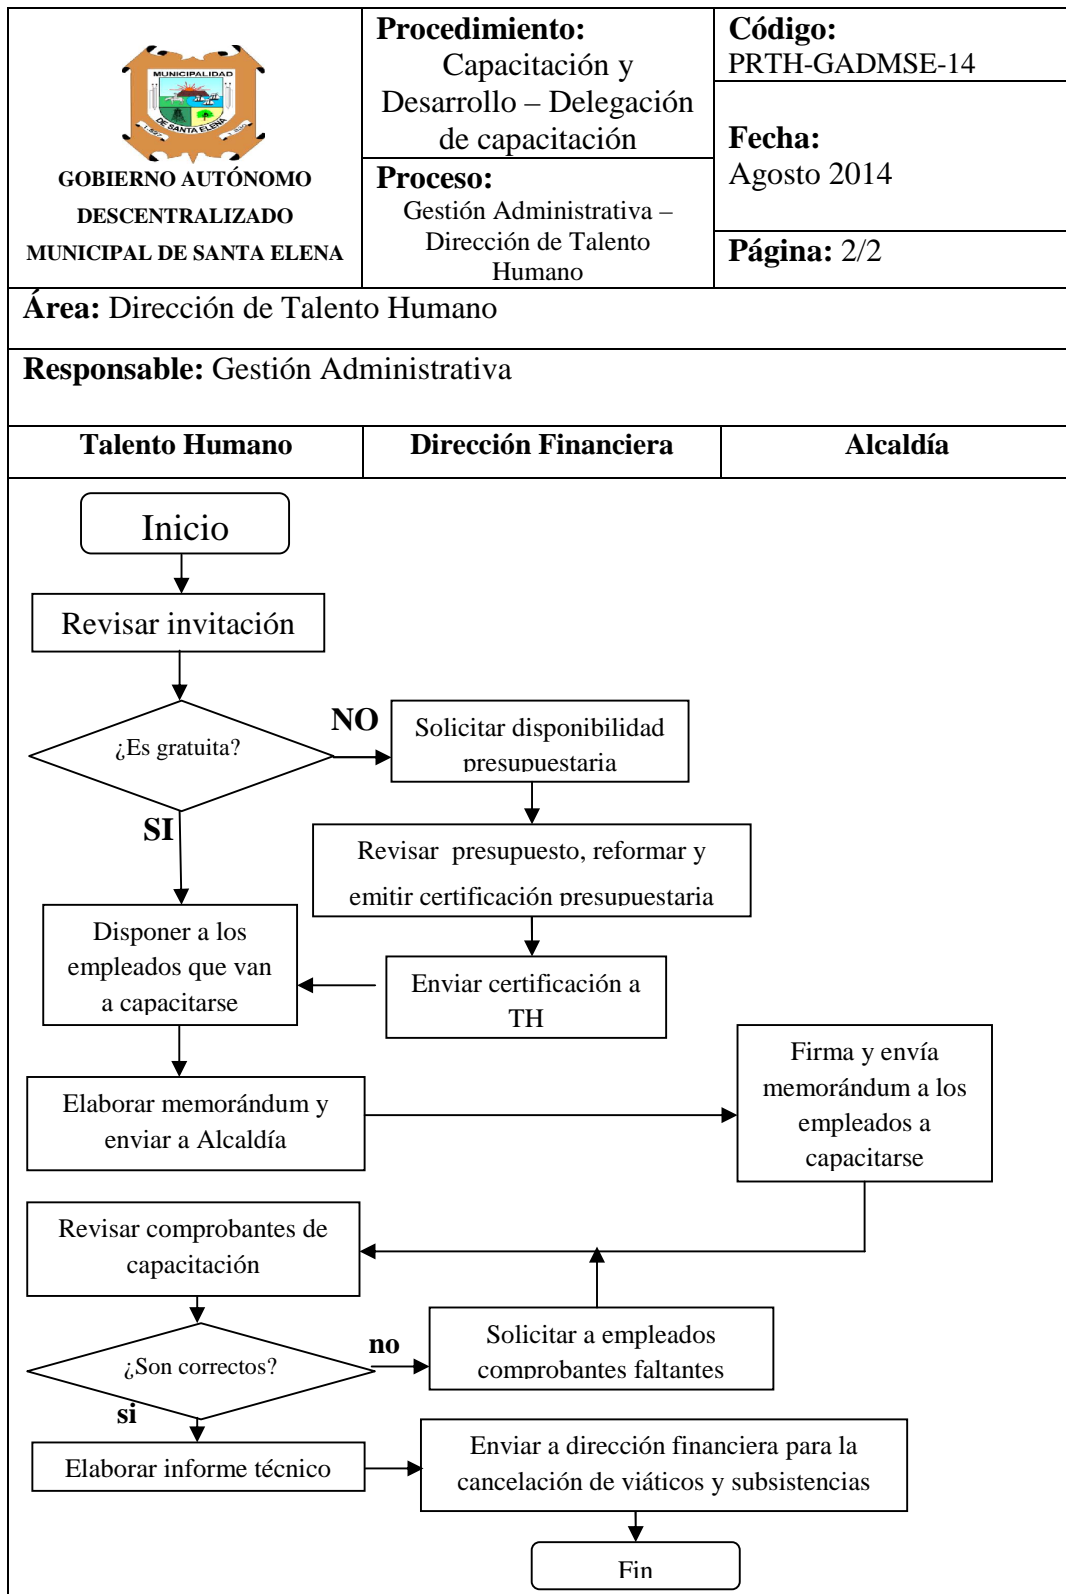 MUNICIPALIDAD
DE SANTA ELENA
GOBIERNO AUTÓNOMO
DESCENTRALIZADO
MUNICIPAL DE SANTA ELENA
Procedimiento:
Capacitación y
Desarrollo – Delegación
de capacitación
Proceso:
Gestión Administrativa –
Dirección de Talento
Humano
Código:
PRTH-GADMSE-14
Fecha:
Agosto 2014
Página: 2/2
Área: Dirección de Talento Humano
Responsable: Gestión Administrativa
Talento Humano
Dirección Financiera
Alcaldía
Inicio
Revisar invitación
¿Es gratuita?
NO
Solicitar disponibilidad
presupuestaria
SI
Revisar  presupuesto, reformar y
emitir certificación presupuestaria
Disponer a los
empleados que van
a capacitarse
Enviar certificación a
TH
Elaborar memorándum y
enviar a Alcaldía
Firma y envía
memorándum a los
empleados a
capacitarse
Revisar comprobantes de
capacitación
¿Son correctos?
no
Solicitar a empleados
comprobantes faltantes
si
Elaborar informe técnico
Enviar a dirección financiera para la
cancelación de viáticos y subsistencias
Fin